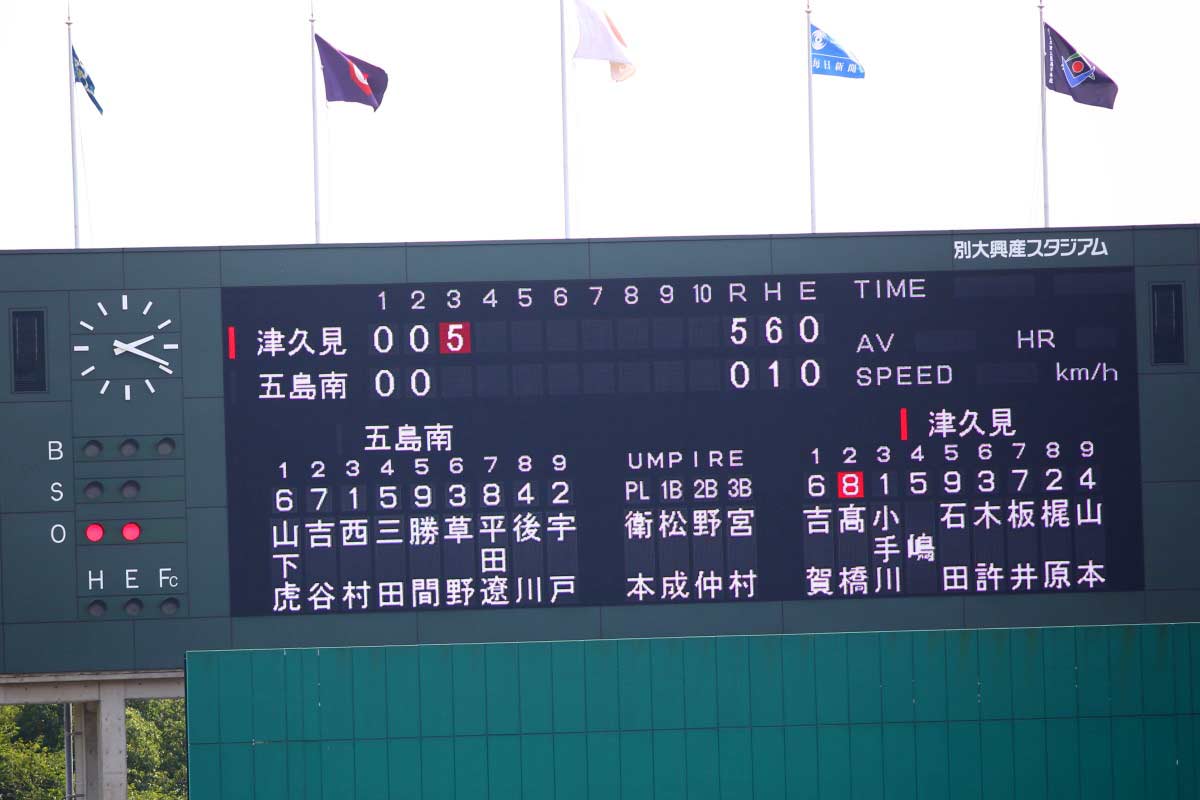 毎日新聞
別大興産スタジアム
1 2 3 4 5 6 7 8 9 10 R H E TIME
津久見 0 0 5 5 6 0 AV HR
五島南 0 0 0 1 0 SPEED km/h
B
S
O
H E Fc
五島南
1 2 3 4 5 6 7 8 9
6 7 1 5 9 3 8 4 2
山下虎 吉谷 西村 三田 勝間 草野 平田遼 後川 宇戸
UMPIRE
PL 1B 2B 3B
衛本 松成 野仲 宮村
津久見
1 2 3 4 5 6 7 8 9
6 8 1 5 9 3 7 2 4
吉賀 髙橋 小手川 嶋 石田 木許 板井 梶原 山本